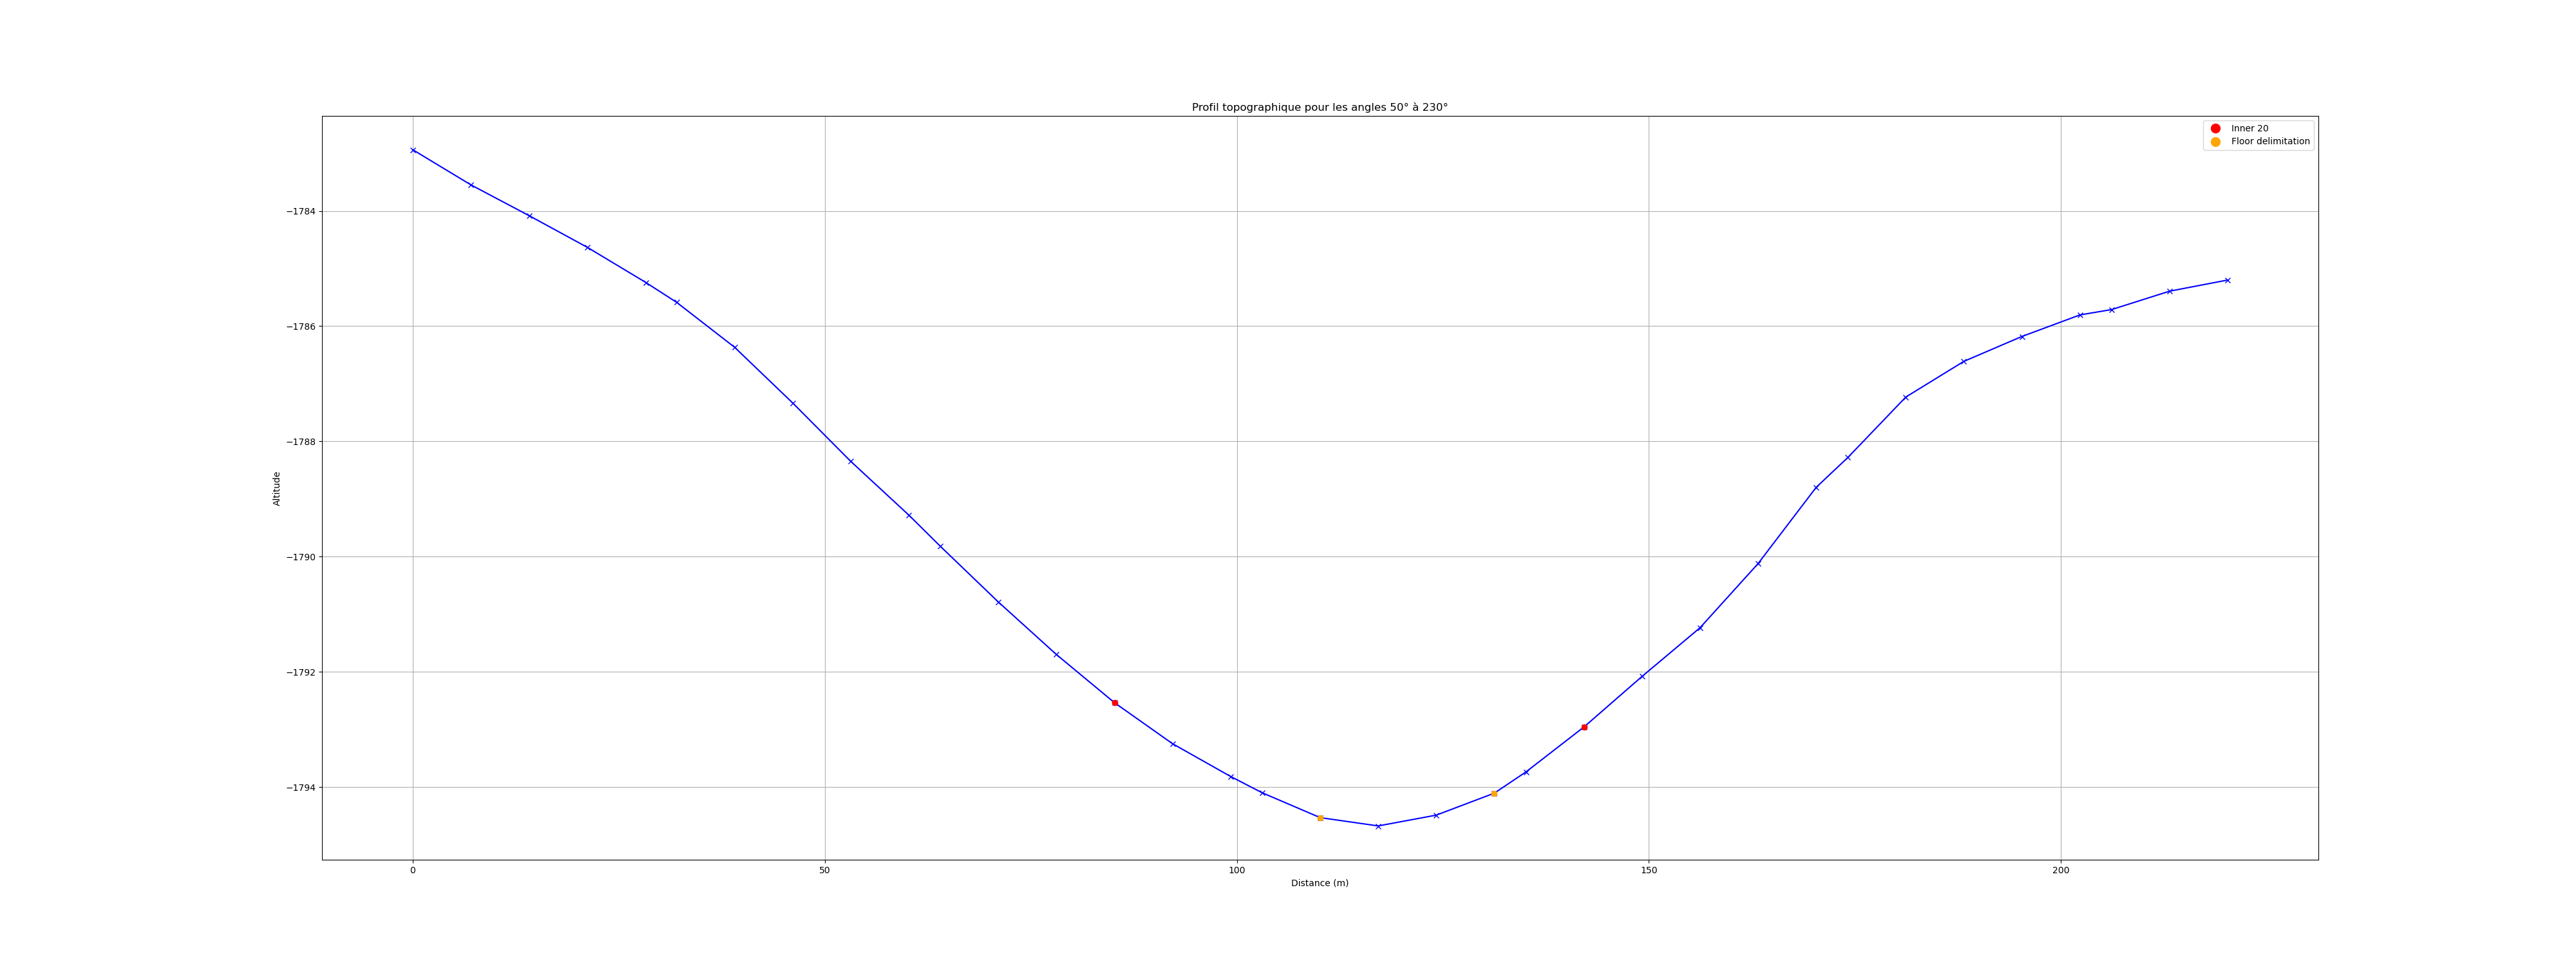 Profil topographique pour les angles 50° à 230°
Inner 20
Floor delimitation
Altitude
−1784
−1786
−1788
−1790
−1792
−1794
0
50
100
150
200
Distance (m)